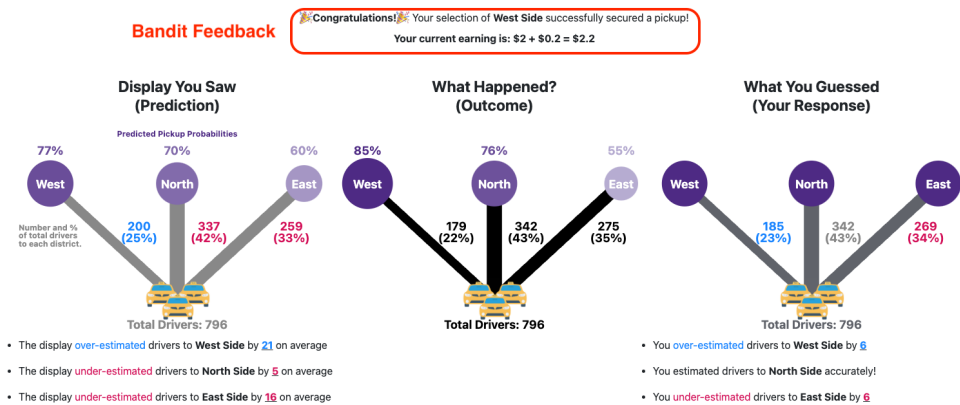 Bandit Feedback
🎉Congratulations!🎉 Your selection of West Side successfully secured a pickup!
Your current earning is: $2 + $0.2 = $2.2
Display You Saw
(Prediction)
Predicted Pickup Probabilities
77%
70%
60%
West
North
East
Number and %
of total drivers
to each district.
200
(25%)
337
(42%)
259
(33%)
Total Drivers: 796
• The display over-estimated drivers to West Side by 21 on average
• The display under-estimated drivers to North Side by 5 on average
• The display under-estimated drivers to East Side by 16 on average
What Happened?
(Outcome)
85%
76%
55%
West
North
East
179
(22%)
342
(43%)
275
(35%)
Total Drivers: 796
What You Guessed
(Your Response)
West
North
East
185
(23%)
342
(43%)
269
(34%)
Total Drivers: 796
• You over-estimated drivers to West Side by 6
• You estimated drivers to North Side accurately!
• You under-estimated drivers to East Side by 6